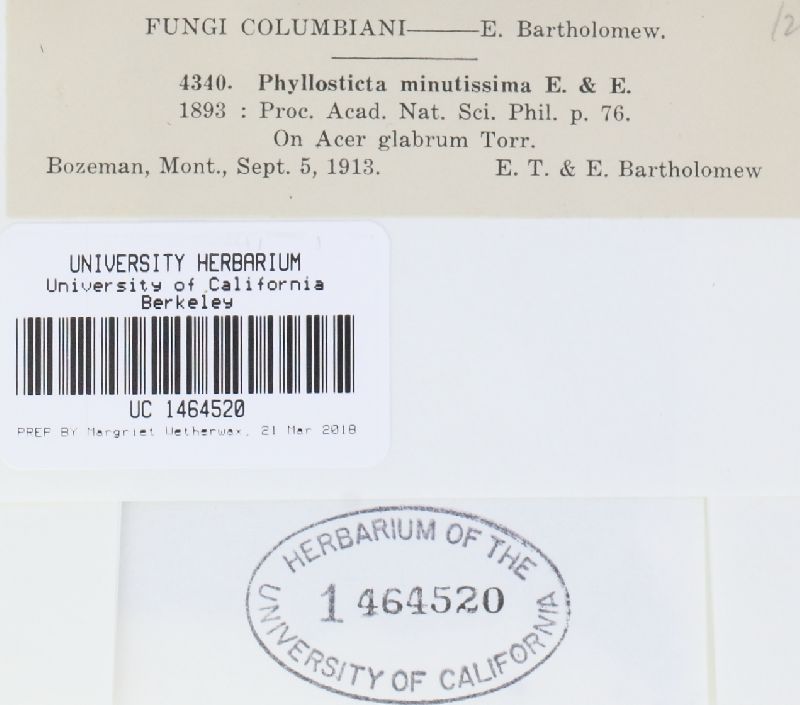 FUNGI COLUMBIANI——E. Bartholomew.
4340. Phyllosticta minutissima E. & E.
1893 : Proc. Acad. Nat. Sci. Phil. p. 76.
On Acer glabrum Torr.
Bozeman, Mont., Sept. 5, 1913. E. T. & E. Bartholomew
UNIVERSITY HERBARIUM
University of California
Berkeley
UC 1464520
PREP BY Margriet Wetherwax, 21 Mar 2018
HERBARIUM OF THE
1 464520
UNIVERSITY OF CALIFORNIA